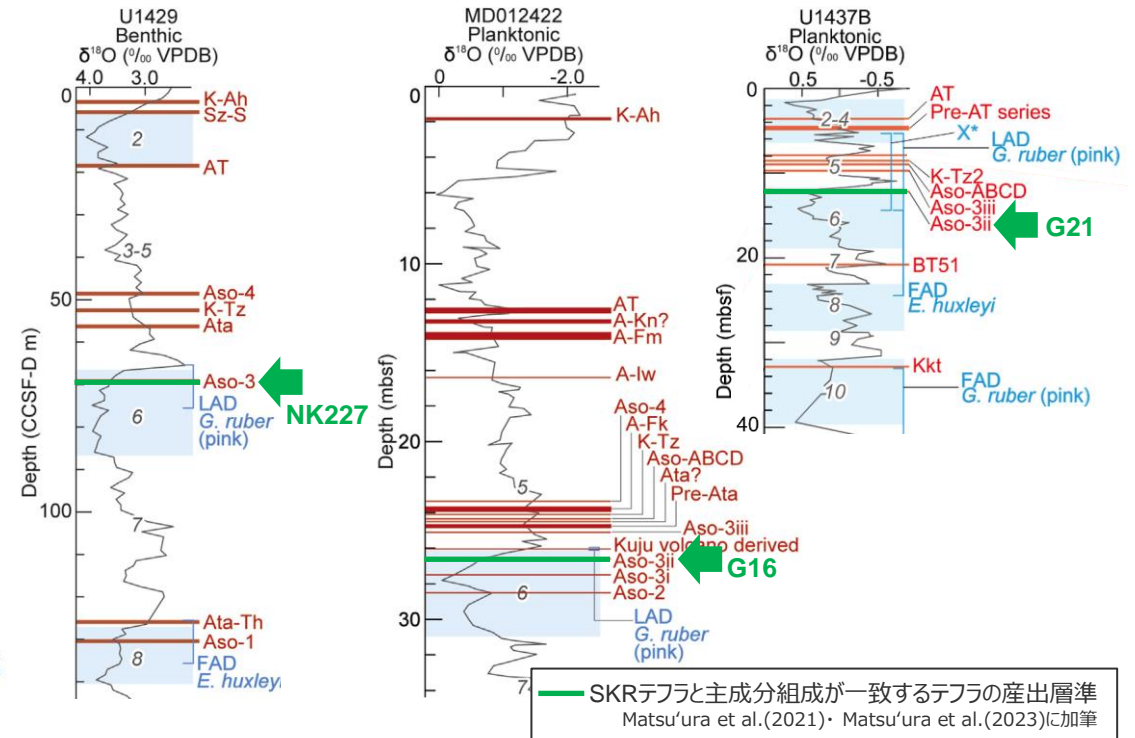 U1429
Benthic
δ¹⁸O (⁰/₀₀ VPDB)
4.0 3.0
0
50
100
Depth (CCSF-D m)
K-Ah
Sz-S
2
AT
3-5
Aso-4
K-Tz
Ata
Aso-3
NK227
LAD
G. ruber
(pink)
6
7
Ata-Th
Aso-1
8
FAD
E. huxleyi
MD012422
Planktonic
δ¹⁸O (⁰/₀₀ VPDB)
0 -2.0
0
10
20
30
Depth (mbsf)
K-Ah
AT
A-Kn?
A-Fm
A-Iw
Aso-4
A-Fk
K-Tz
Aso-ABCD
Ata?
Pre-Ata
5
Aso-3iii
Kuju volcano derived
Aso-3ii
G16
Aso-3i
Aso-2
6
LAD
G. ruber
(pink)
7
U1437B
Planktonic
δ¹⁸O (⁰/₀₀ VPDB)
0.5 -0.5
0
20
40
Depth (mbsf)
AT
Pre-AT series
2-4
X*
LAD
G. ruber (pink)
5
K-Tz2
Aso-ABCD
Aso-3iii
Aso-3ii
G21
6
7
BT51
FAD
E. huxleyi
8
9
Kkt
10
FAD
G. ruber (pink)
SKRテフラと主成分組成が一致するテフラの産出層準
Matsu'ura et al.(2021)・ Matsu'ura et al.(2023)に加筆